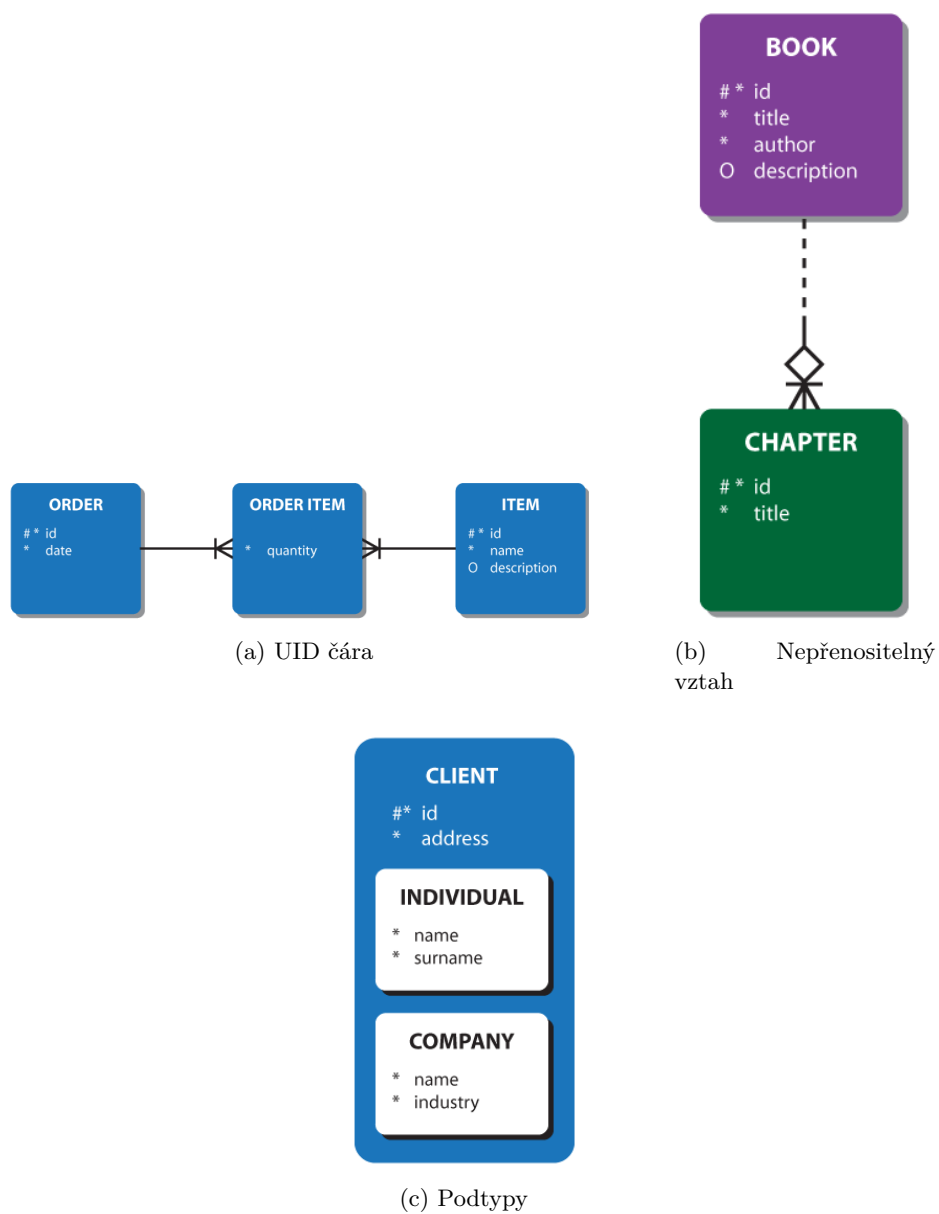 BOOK
# * id
* title
* author
O description
CHAPTER
# * id
* title
ORDER
# * id
* date
ORDER ITEM
* quantity
ITEM
# * id
* name
O description
(a) UID čára
(b) Nepřenositelný
vztah
CLIENT
#* id
* address
INDIVIDUAL
* name
* surname
COMPANY
* name
* industry
(c) Podtypy